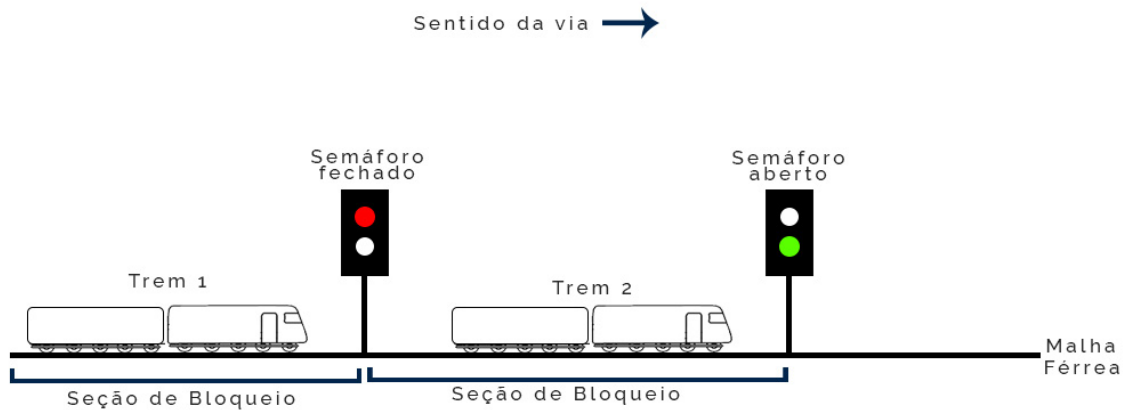 Sentido da via
Semáforo
fechado
Semáforo
aberto
Trem 1
Trem 2
Malha
Férrea
Seção de Bloqueio
Seção de Bloqueio